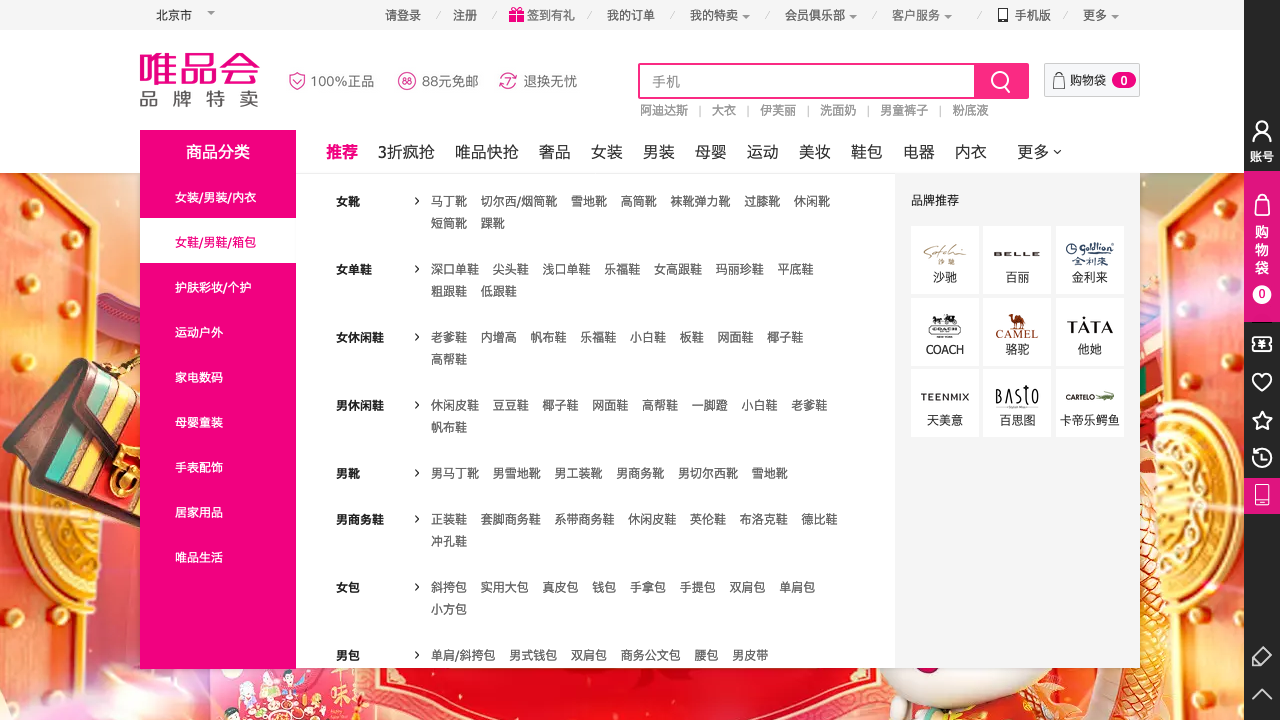 北京市 请登录 注册 签到有礼 我的订单 我的特卖 会员俱乐部 客户服务 手机版 更多
唯品会
品牌特卖
100%正品 88 88元免邮 7 退换无忧
手机
购物袋 0
阿迪达斯 | 大衣 | 伊芙丽 | 洗面奶 | 男童裤子 | 粉底液
商品分类 推荐 3折疯抢 唯品快抢 奢品 女装 男装 母婴 运动 美妆 鞋包 电器 内衣 更多
女装/男装/内衣
女鞋/男鞋/箱包
护肤彩妆/个护
运动户外
家电数码
母婴童装
手表配饰
居家用品
唯品生活
女靴 马丁靴 切尔西/烟筒靴 雪地靴 高筒靴 袜靴弹力靴 过膝靴 休闲靴
短筒靴 踝靴
女单鞋 深口单鞋 尖头鞋 浅口单鞋 乐福鞋 女高跟鞋 玛丽珍鞋 平底鞋
粗跟鞋 低跟鞋
女休闲鞋 老爹鞋 内增高 帆布鞋 乐福鞋 小白鞋 板鞋 网面鞋 椰子鞋
高帮鞋
男休闲鞋 休闲皮鞋 豆豆鞋 椰子鞋 网面鞋 高帮鞋 一脚蹬 小白鞋 老爹鞋
帆布鞋
男靴 男马丁靴 男雪地靴 男工装靴 男商务靴 男切尔西靴 雪地靴
男商务鞋 正装鞋 套脚商务鞋 系带商务鞋 休闲皮鞋 英伦鞋 布洛克鞋 德比鞋
冲孔鞋
女包 斜挎包 实用大包 真皮包 钱包 手拿包 手提包 双肩包 单肩包
小方包
男包 单肩/斜挎包 男式钱包 双肩包 商务公文包 腰包 男皮带
品牌推荐
沙驰 BELLE goldlion 金利来
沙驰 百丽 金利来
COACH CAMEL TATA
COACH 骆驼 他她
TEENMIX BASTO CARTELO
天美意 百思图 卡帝乐鳄鱼
账号
购物袋
0